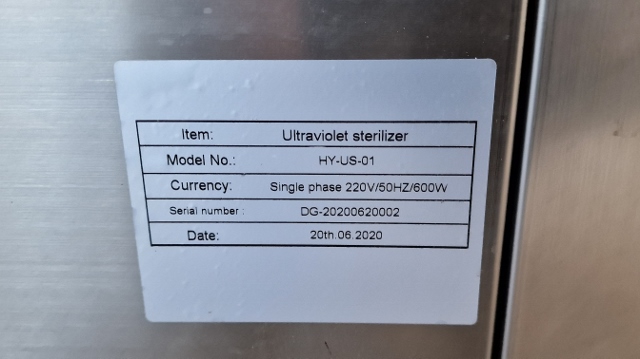 Item: Ultraviolet sterilizer
Model No.: HY-US-01
Currency: Single phase 220V/50HZ/600W
Serial number : DG-20200620002
Date: 20th.06.2020